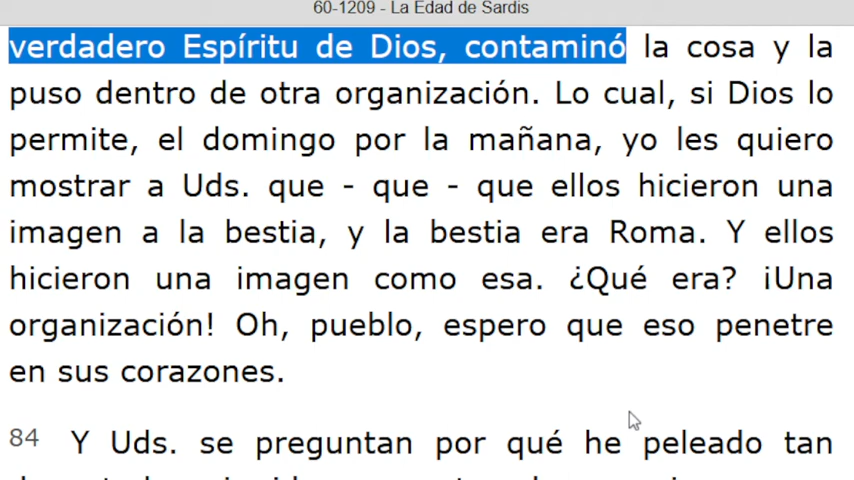 60-1209 - La Edad de Sardis
verdadero Espíritu de Dios, contaminó la cosa y la
puso dentro de otra organización. Lo cual, si Dios lo
permite, el domingo por la mañana, yo les quiero
mostrar a Uds. que - que - que ellos hicieron una
imagen a la bestia, y la bestia era Roma. Y ellos
hicieron una imagen como esa. ¿Qué era? ¡Una
organización! Oh, pueblo, espero que eso penetre
en sus corazones.
84 Y Uds. se preguntan por qué he peleado tan